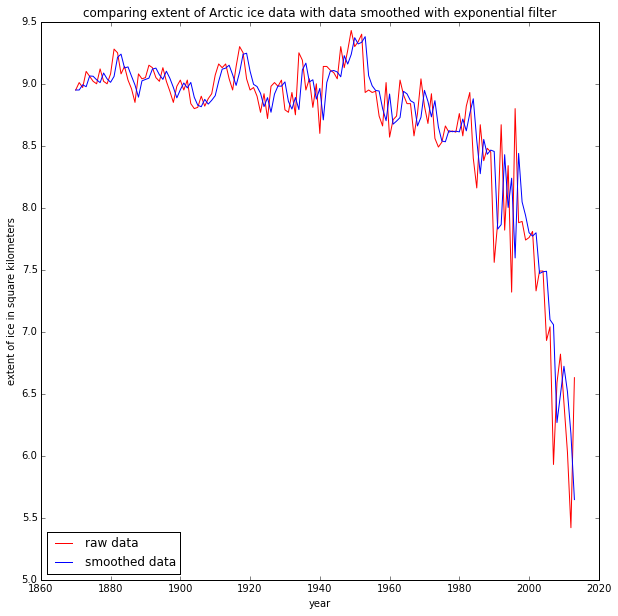 comparing extent of Arctic ice data with data smoothed with exponential filter
9.5
9.0
8.5
8.0
7.5
7.0
6.5
6.0
5.5
5.0
extent of ice in square kilometers
raw data
smoothed data
1860 1880 1900 1920 1940 1960 1980 2000 2020
year